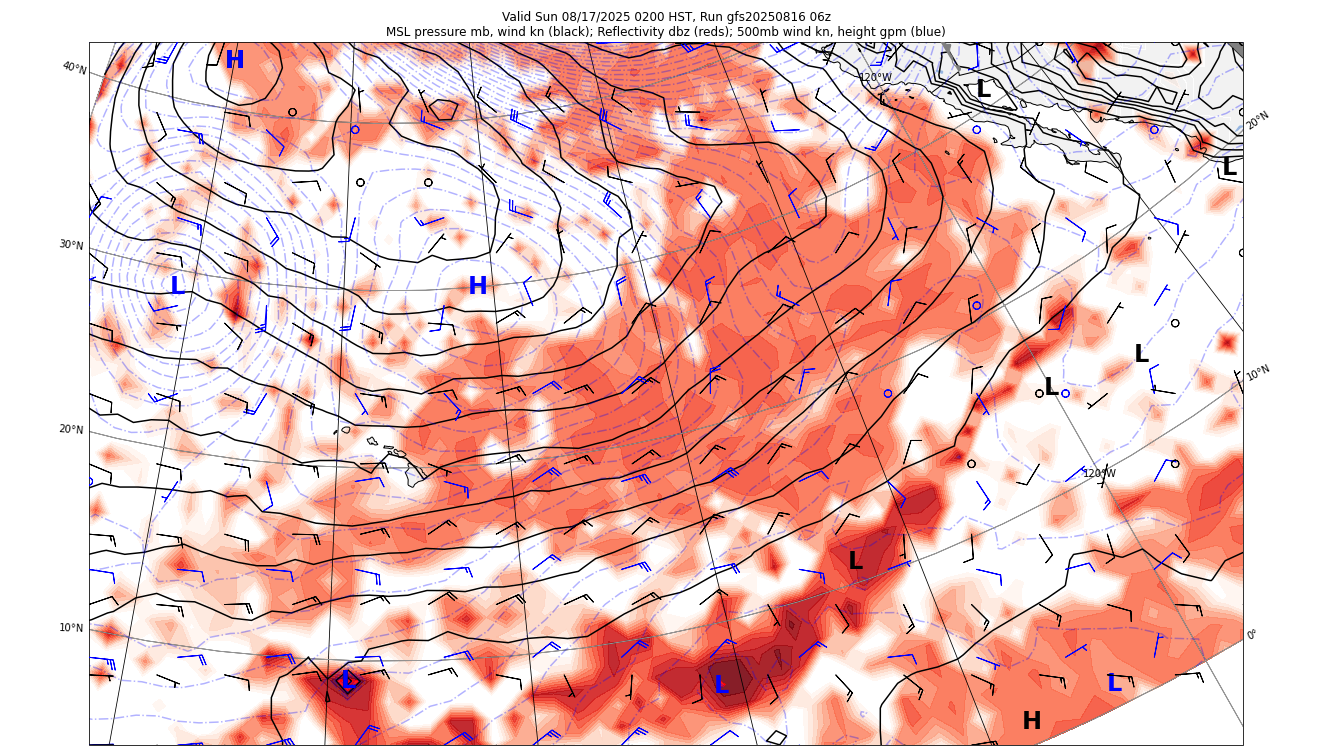 Valid Sun 08/17/2025 0200 HST, Run gfs20250816 06z
MSL pressure mb, wind kn (black); Reflectivity dbz (reds); 500mb wind kn, height gpm (blue)
H
40°N
120°W
L
20°N
L
30°N
L
H
L
L
10°N
20°N
120°W
L
10°N
0°
L
L
L
H